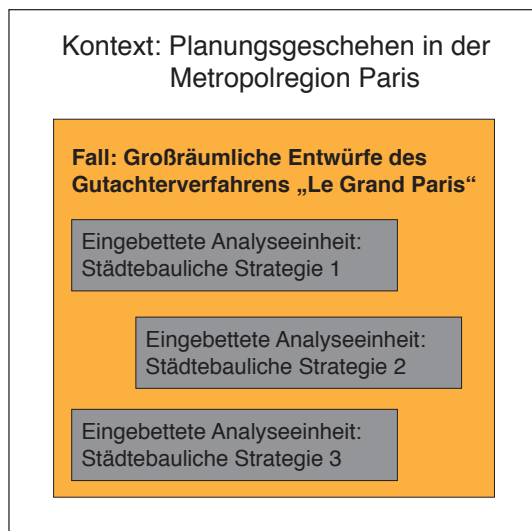 Kontext: Planungsgeschehen in der
Metropolregion Paris
Fall: Großräumliche Entwürfe des
Gutachterverfahrens „Le Grand Paris“
Eingebettete Analyseeinheit:
Städtebauliche Strategie 1
Eingebettete Analyseeinheit:
Städtebauliche Strategie 2
Eingebettete Analyseeinheit:
Städtebauliche Strategie 3